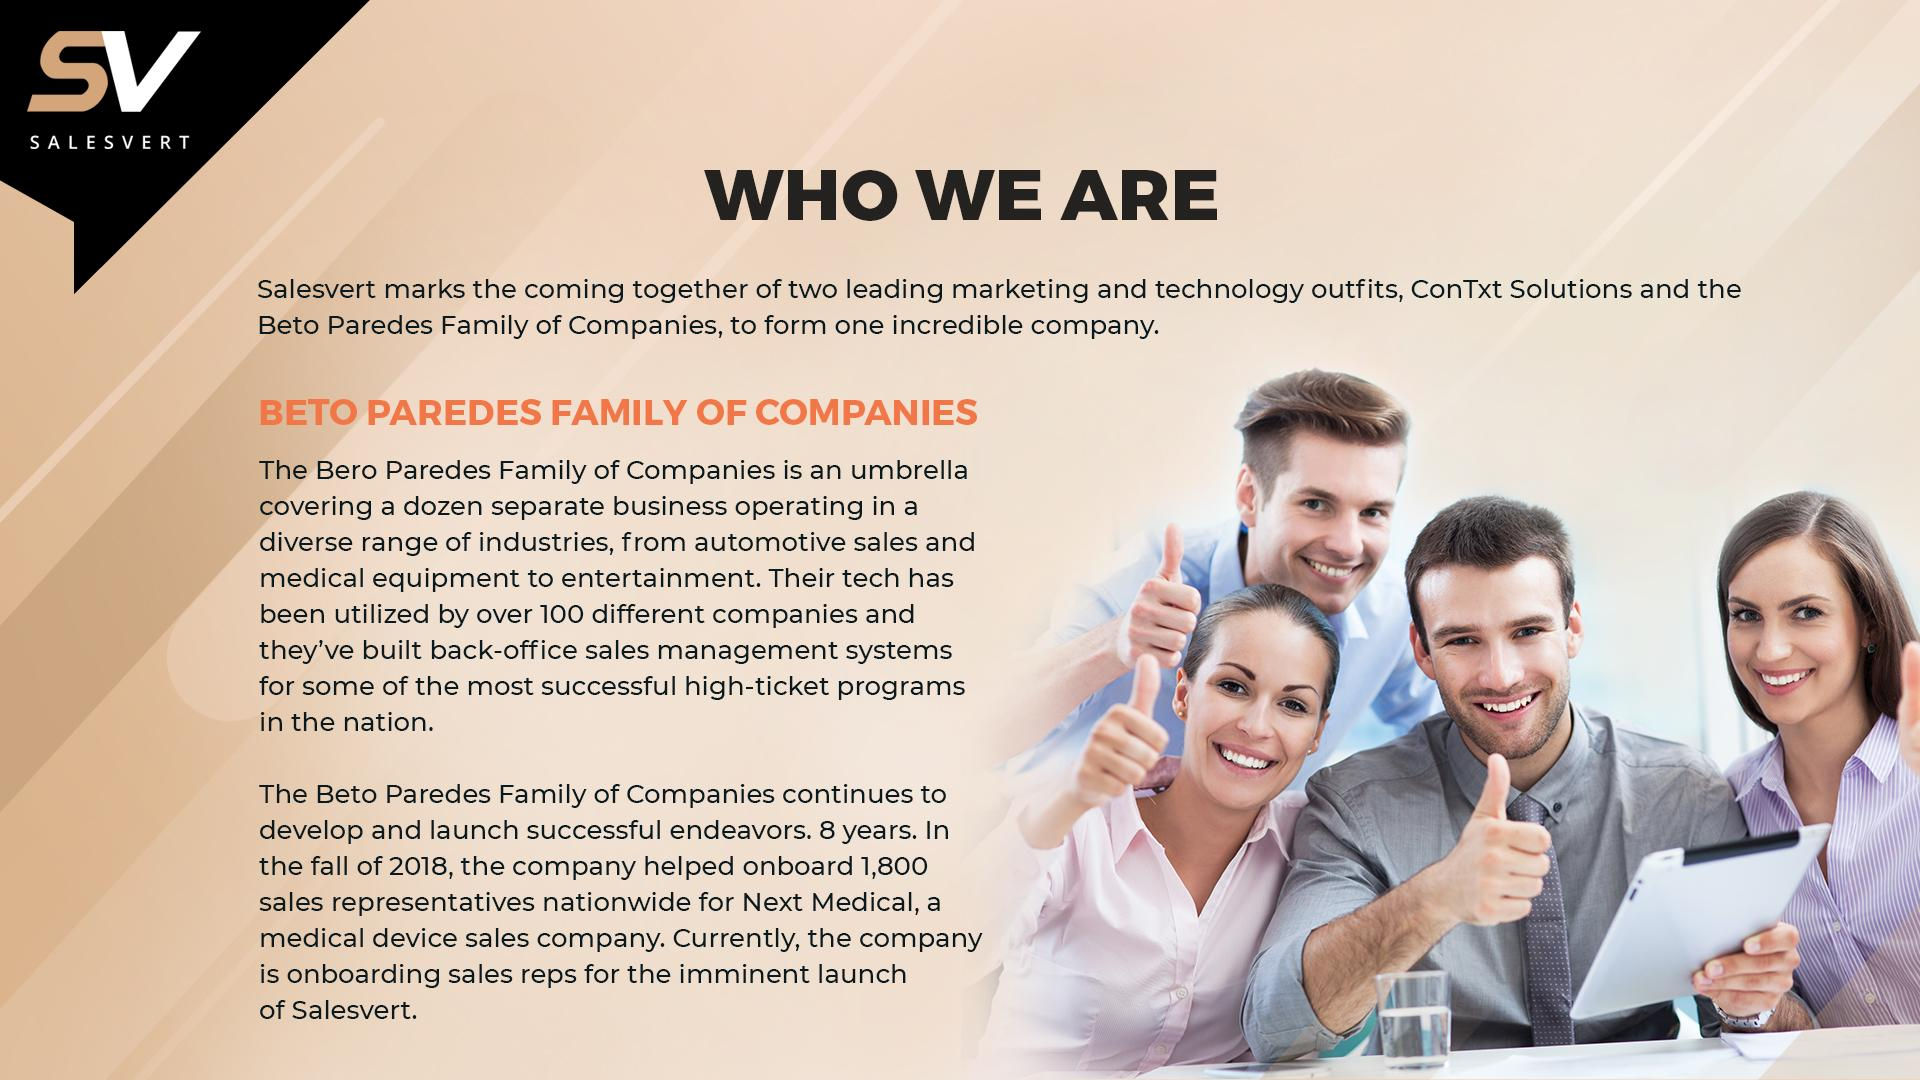 SV
SALESVERT
WHO WE ARE
Salesvert marks the coming together of two leading marketing and technology outfits, ConTxt Solutions and the
Beto Paredes Family of Companies, to form one incredible company.
BETO PAREDES FAMILY OF COMPANIES
The Bero Paredes Family of Companies is an umbrella
covering a dozen separate business operating in a
diverse range of industries, from automotive sales and
medical equipment to entertainment. Their tech has
been utilized by over 100 different companies and
they’ve built back-office sales management systems
for some of the most successful high-ticket programs
in the nation.
The Beto Paredes Family of Companies continues to
develop and launch successful endeavors. 8 years. In
the fall of 2018, the company helped onboard 1,800
sales representatives nationwide for Next Medical, a
medical device sales company. Currently, the company
is onboarding sales reps for the imminent launch
of Salesvert.